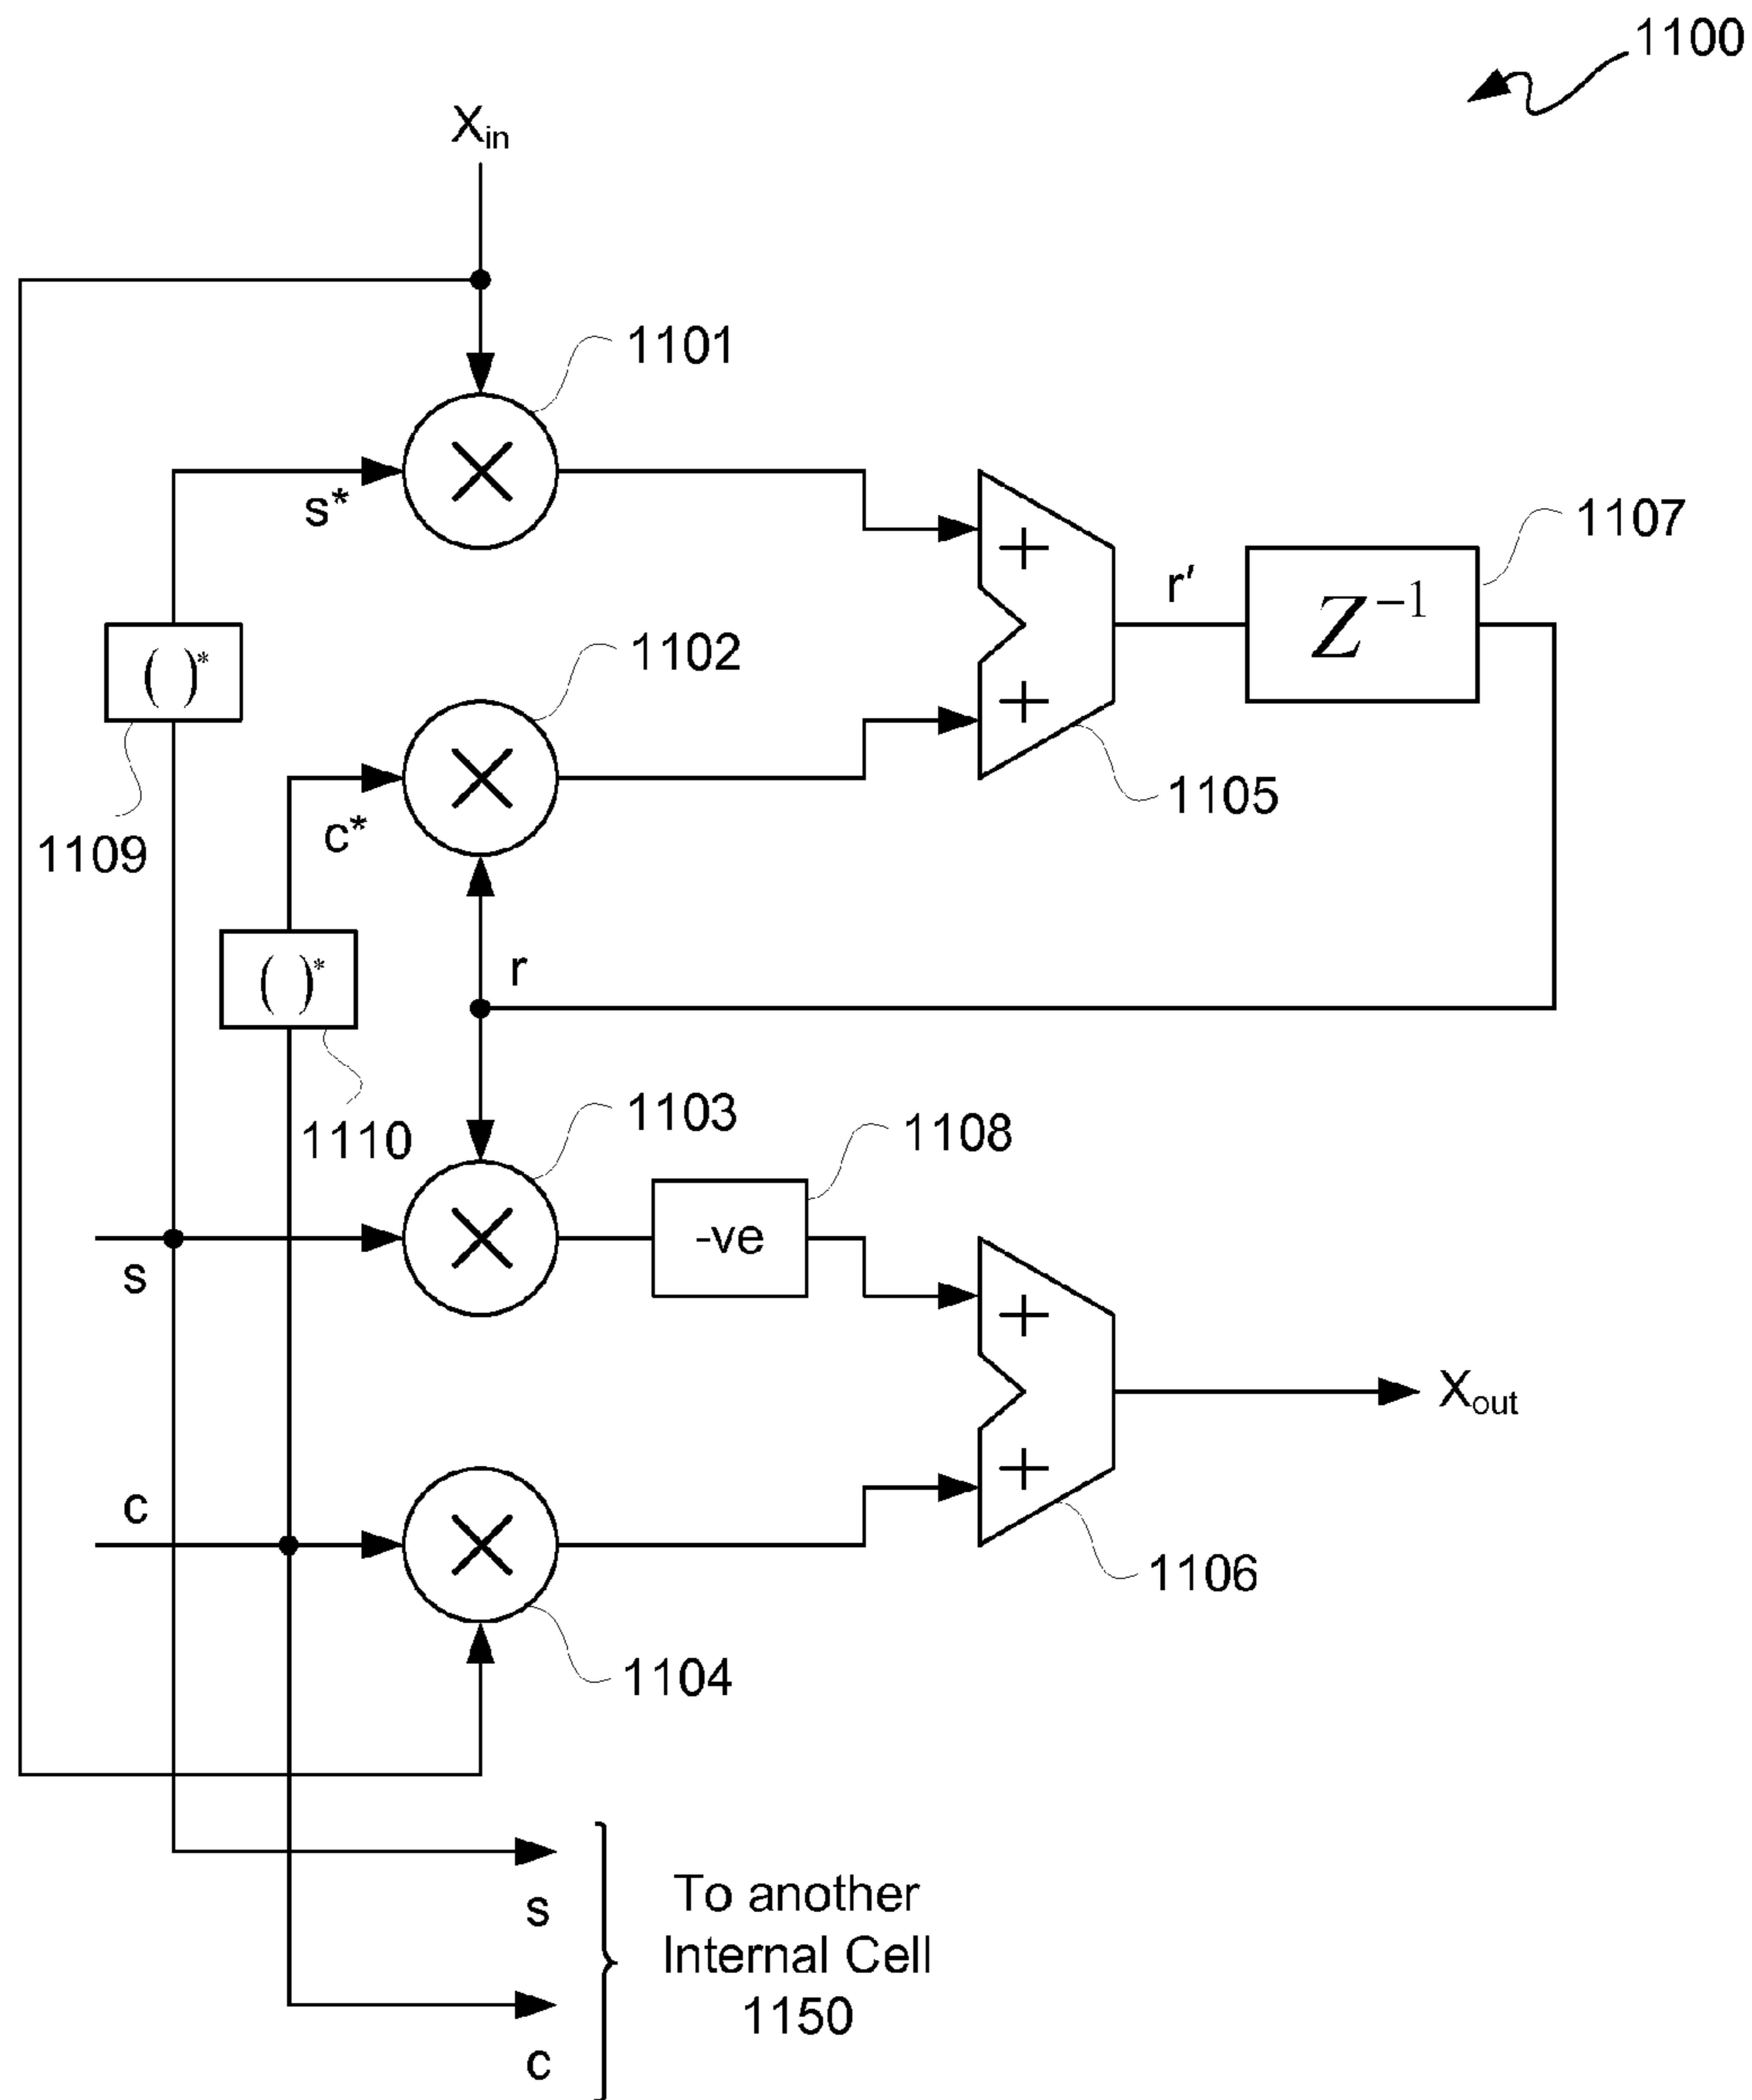 1100
Xin
1101
s*
1107
+
r'
Z⁻¹
( )*
1102
+
1105
c*
1109
( )*
r
1103
1108
1110
-ve
s
+
Xout
c
+
1106
1104
s
To another
Internal Cell
1150
c